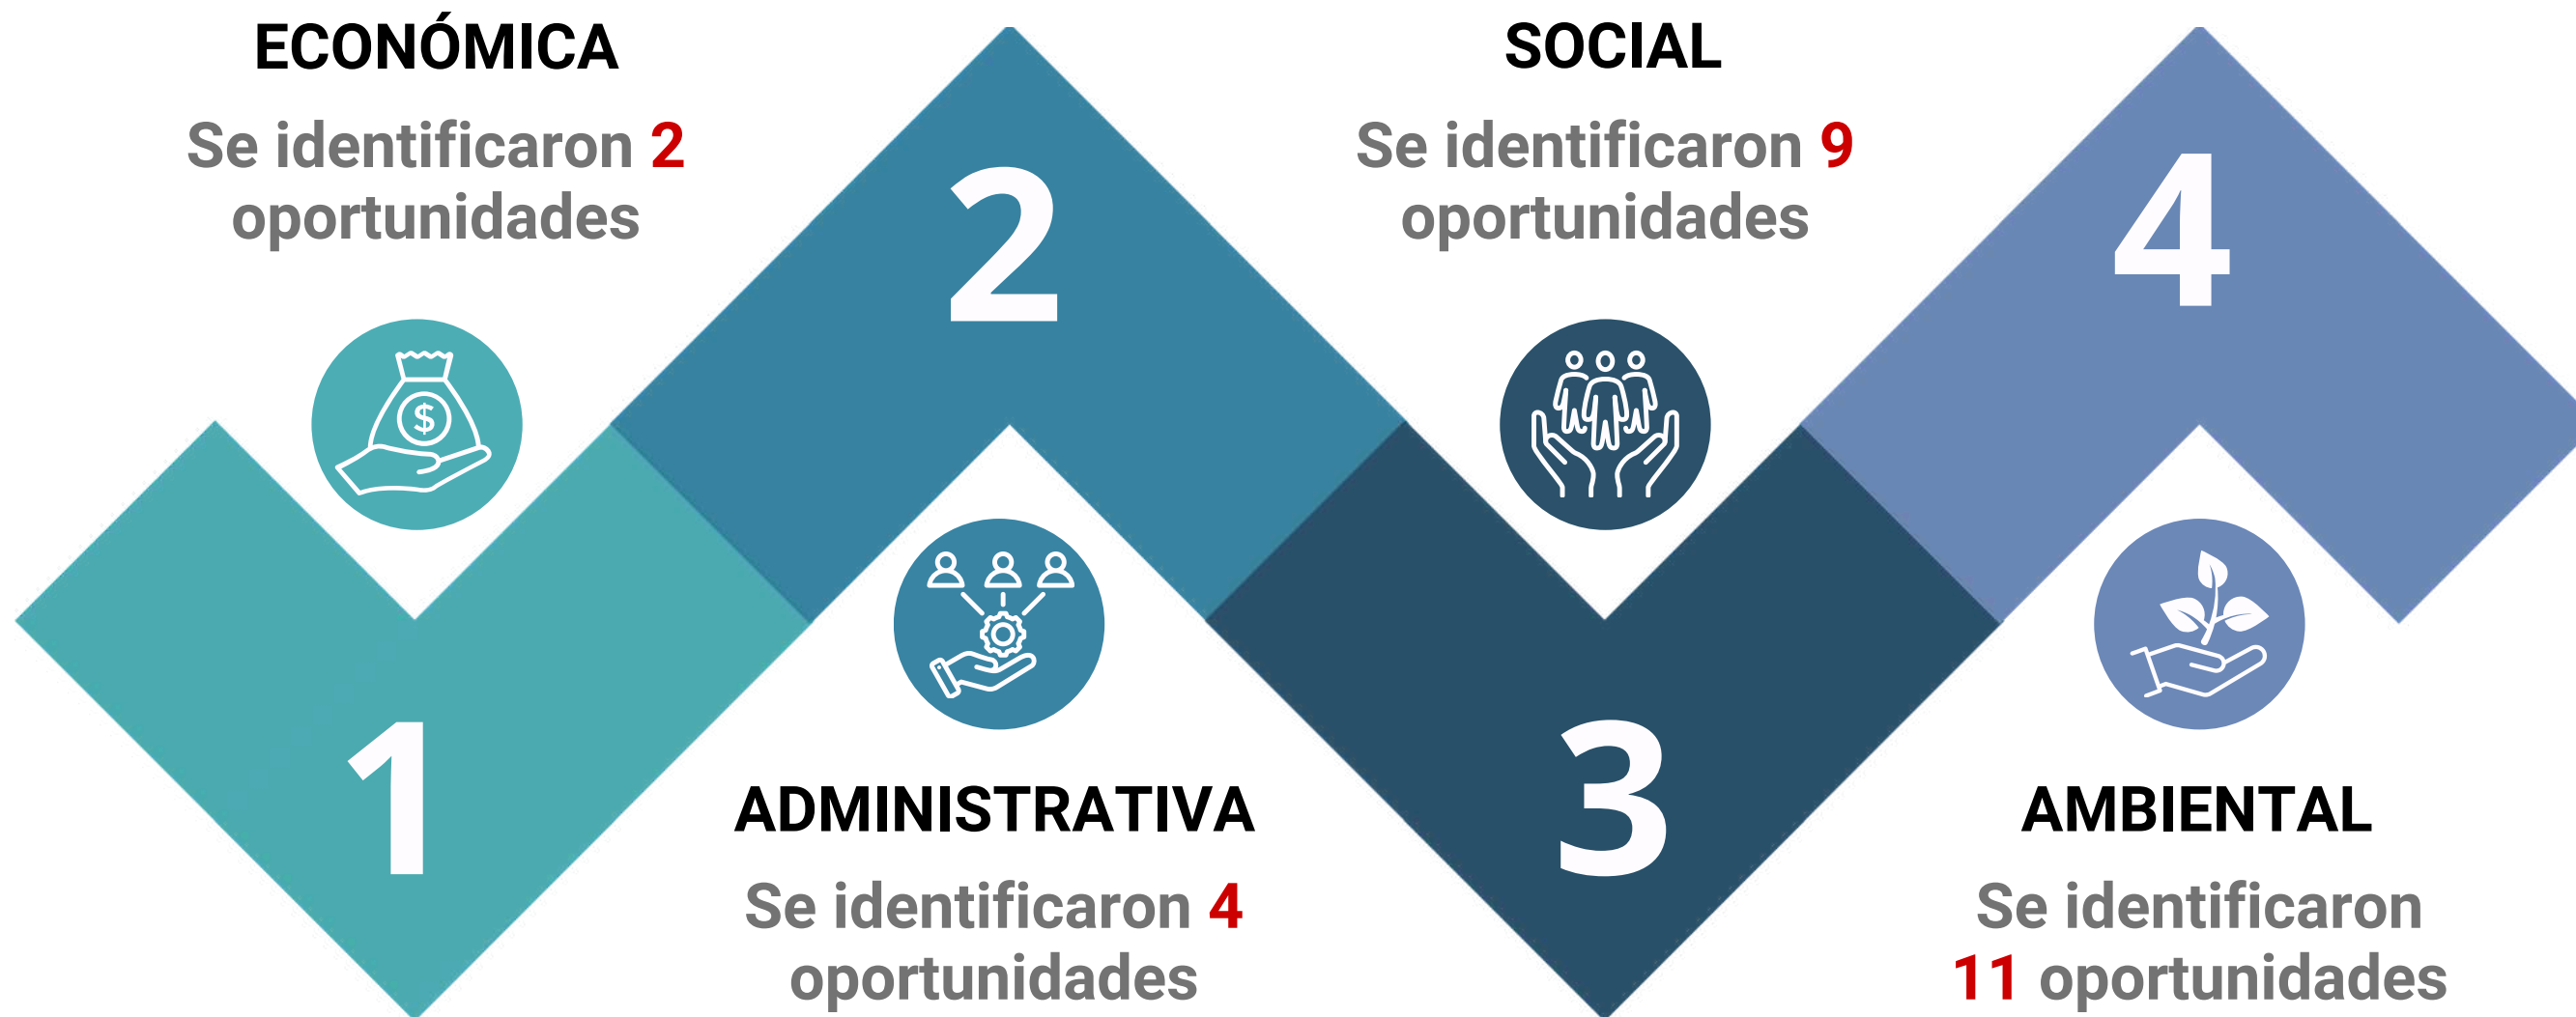 ECONÓMICA
Se identificaron 2
oportunidades
$
1
2
ADMINISTRATIVA
Se identificaron 4
oportunidades
SOCIAL
Se identificaron 9
oportunidades
3
4
AMBIENTAL
Se identificaron
11 oportunidades